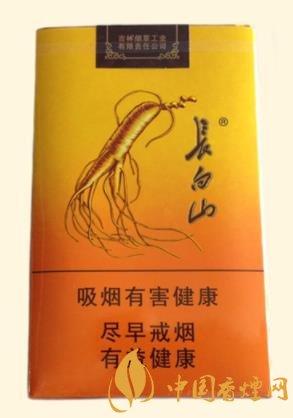 吉林烟草工业
有限责任公司
長白山®
吸烟有害健康
尽早戒烟
有益健康
中国香烟网